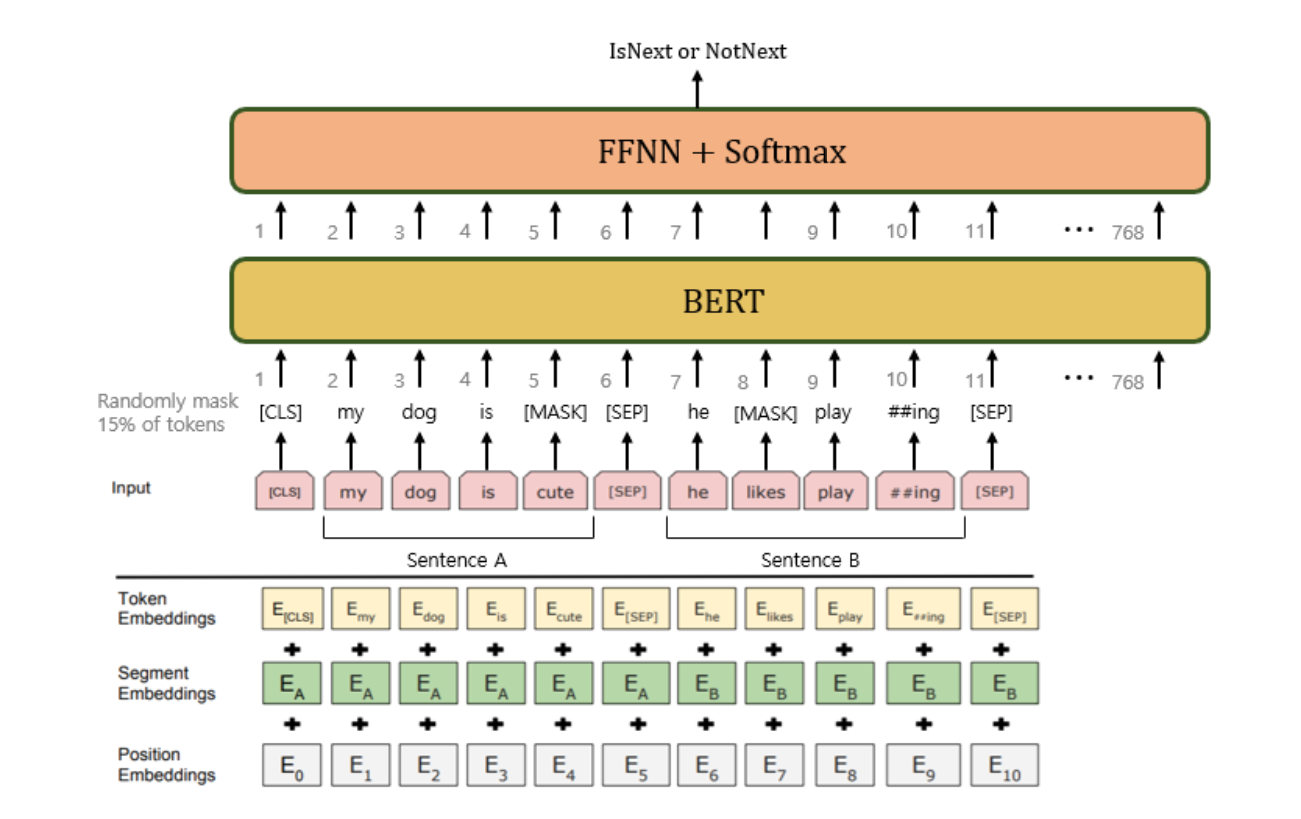 IsNext or NotNext
FFNN + Softmax
1 2 3 4 5 6 7 9 10 11 ··· 768
BERT
1 2 3 4 5 6 7 8 9 10 11 ··· 768
Randomly mask
15% of tokens
[CLS] my dog is [MASK] [SEP] he [MASK] play ##ing [SEP]
Input
[CLS] my dog is cute [SEP] he likes play ##ing [SEP]
Sentence A Sentence B
Token
Embeddings
E[CLS] Emy Edog Eis Ecute E[SEP] Ehe Elikes Eplay E##ing E[SEP]
+ + + + + + + + + + +
Segment
Embeddings
EA EA EA EA EA EA EB EB EB EB EB
+ + + + + + + + + + +
Position
Embeddings
E0 E1 E2 E3 E4 E5 E6 E7 E8 E9 E10